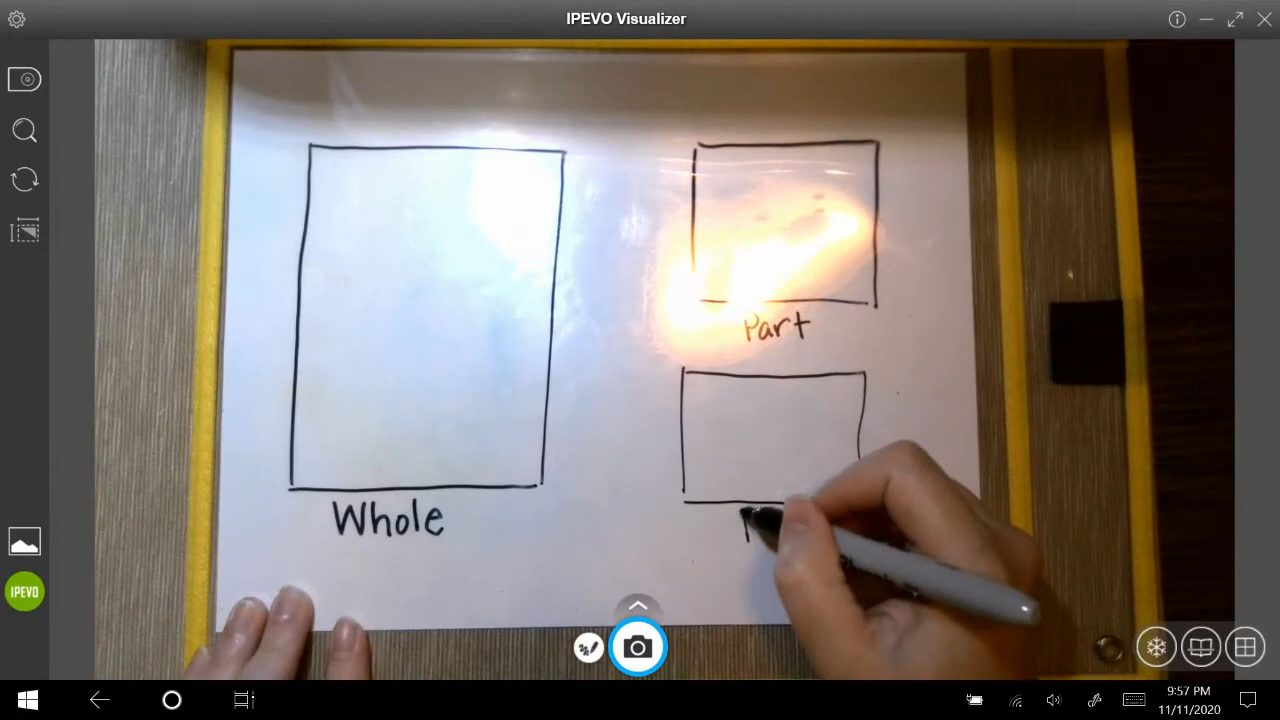 IPEVO Visualizer
Part
Whole
IPEVO
9:57 PM
11/11/2020